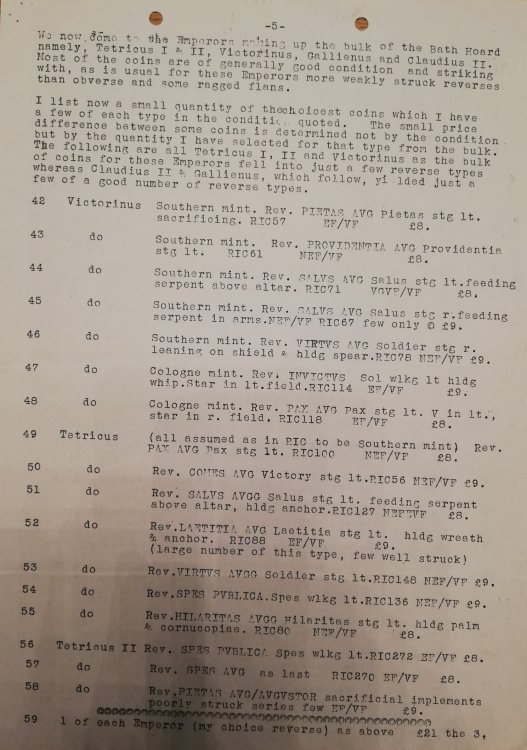 -5-
We now come to the Emperors making up the bulk of the Bath Hoard
namely, Tetricus I & II, Victorinus, Gallienus and Claudius II.
Most of the coins are of generally good condition and striking
with, as is usual for these Emperors more weakly struck reverses
than obverse and some ragged flans.
I list now a small quantity of thechoicest coins which I have
a few of each type in the conditi quoted. The small price
difference between some coins is determined not by the condition
but by the quantity I have selected for that type from the bulk.
The following are all Tetricus I, II and Victorinus as the bulk
of coins for these Emperors fell into just a few reverse types
whereas Claudius II & Gallienus, which follow, yi lded just a
few of a good number of reverse types.
42 Victorinus Southern mint. Rev. PIETAS AVG Pietas stg lt.
sacrificing. RIC57 EF/VF £8.
43 do Southern mint. Rev. PROVIDENTIA AVG Providentia
stg lt. RIC61 NEF/VF £8.
44 do Southern mint. Rev. SALVS AVG Salus stg lt.feeding
serpent above altar. RIC71 VGVF/VF £8.
45 do Southern mint. Rev. SALVS AVG Salus stg r.feeding
serpent in arms.NEF/VF RIC67 few only @ £9.
46 do Southern mint. Rev. VIRTVS AVG Soldier stg r.
leaning on shield & hldg spear.RIC78 NEF/VF £9.
47 do Cologne mint. Rev. INVICTVS Sol wlkg lt hldg
whip.Star in lt.field.RIC114 EF/VF £9.
48 do Cologne mint. Rev. PAX AVG Pax stg lt. V in lt.,
star in r. field. RIC118 EF/VF £8.
49 Tetricus (all assumed as in RIC to be Southern mint) Rev.
PAX AVG Pax stg lt. RIC100 NEF/VF £8.
50 do Rev. COMES AVG Victory stg lt.RIC56 NEF/VF £9.
51 do Rev. SALVS AVGG Salus stg lt. feeding serpent
above altar, hldg anchor.RIC127 NEFEVF £8.
52 do Rev.LAETITIA AVG Laetitia stg lt. hldg wreath
& anchor. RIC88 EF/VF £9.
(large number of this type, few well struck)
53 do Rev.VIRTVS AVGG Soldier stg lt.RIC148 NEF/VF £9.
54 do Rev.SPES PVBLICA.Spes wlkg lt.RIC136 NEF/VF £9.
55 do Rev.HILARITAS AVGG Hilaritas stg lt. hldg palm
& cornucopiae. RIC80 NEF/VF £8.
56 Tetricus II Rev. SPES PVBLICA Spes wlkg lt.RIC272 EF/VF £8.
57 do Rev. SPES AVG as last RIC270 EF/VF £8.
58 do Rev.PIETAS AVG/AVGVSTOR sacrificial implements
poorly struck series few EF/VF £9.
59 1 of each Emperor (my choice reverse) as above £21 the 3.